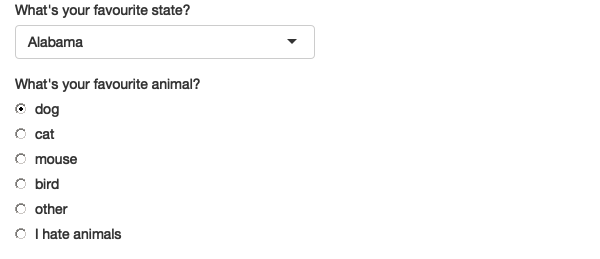 What's your favourite state?
Alabama
What's your favourite animal?
dog
cat
mouse
bird
other
I hate animals